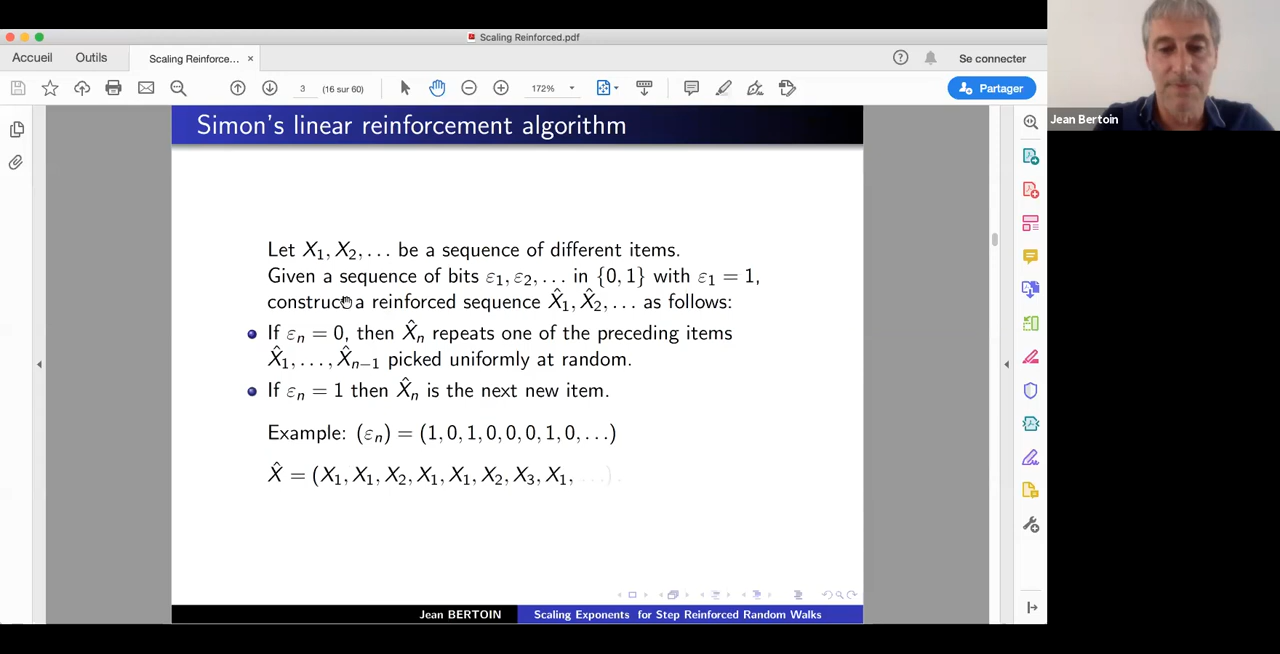 Scaling Reinforced.pdf
Accueil Outils Scaling Reinforce... × Se connecter
3 (16 sur 60) 172% Partager
Jean Bertoin
Simon's linear reinforcement algorithm
Let X₁, X₂, . . . be a sequence of different items.
Given a sequence of bits ε₁, ε₂, . . . in {0, 1} with ε₁ = 1,
construct a reinforced sequence X̂₁, X̂₂, . . . as follows:
If εₙ = 0, then X̂ₙ repeats one of the preceding items
X̂₁, . . . , X̂ₙ₋₁ picked uniformly at random.
If εₙ = 1 then X̂ₙ is the next new item.
Example: (εₙ) = (1, 0, 1, 0, 0, 0, 1, 0, . . .)
X̂ = (X₁, X₁, X₂, X₁, X₁, X₂, X₃, X₁, . . .)
Jean BERTOIN Scaling Exponents for Step Reinforced Random Walks